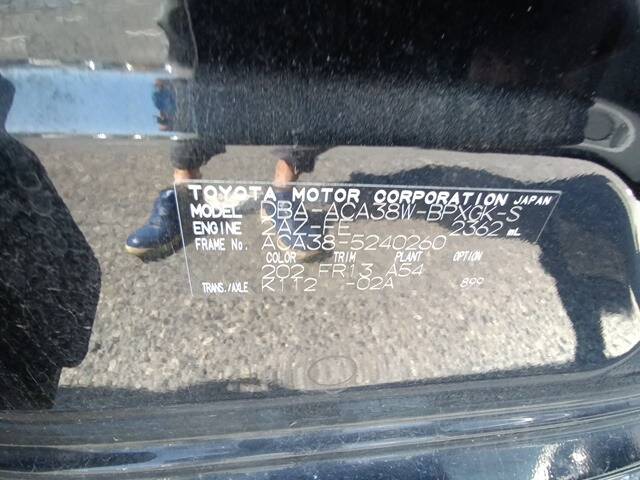 TOYOTA MOTOR CORPORATION JAPAN
MODEL DBA-ACA38W-BPXGK-S
ENGINE 2AZ-FE 2362 mL
FRAME No. ACA38-5240260
COLOR TRIM PLANT OPTION
202 FR13 A54
TRANS./AXLE K112 -02A 899